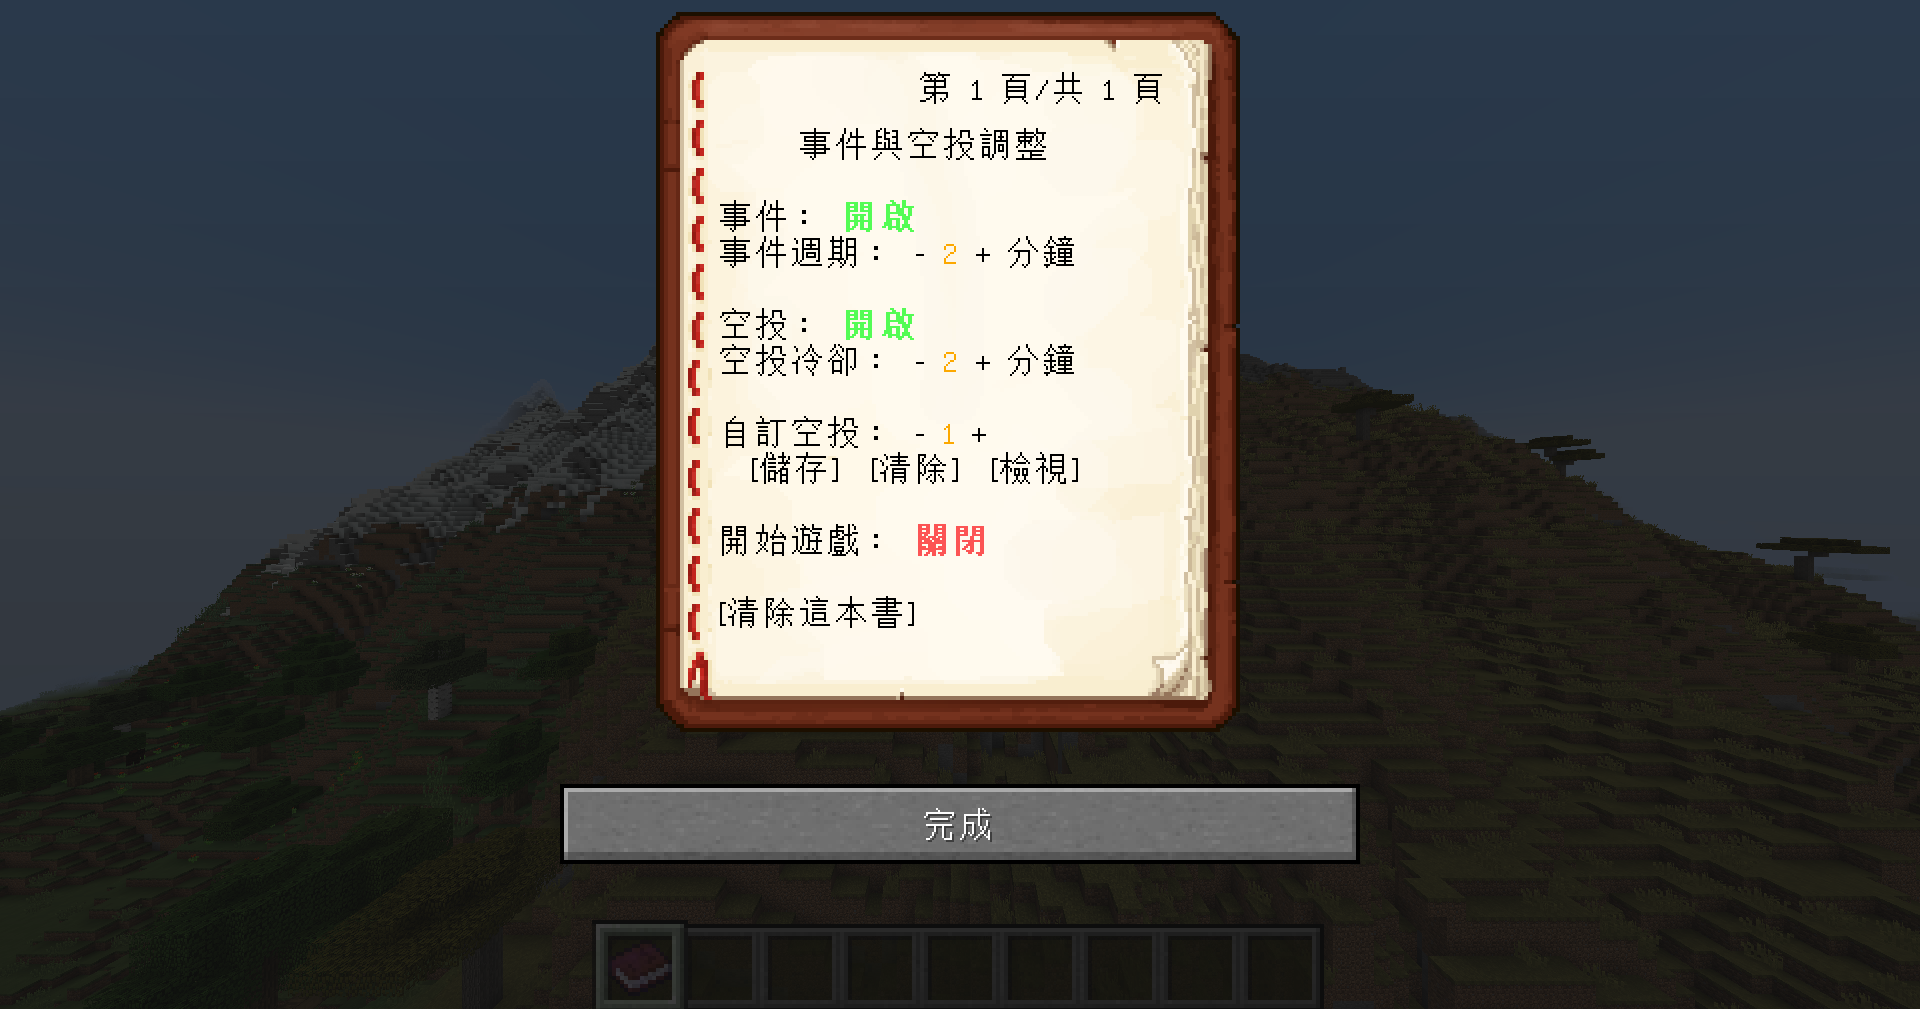 第 1 頁/共 1 頁
事件與空投調整
事件： 開啟
事件週期： - 2 + 分鐘
空投： 開啟
空投冷卻： - 2 + 分鐘
自訂空投： - 1 +
[儲存] [清除] [檢視]
開始遊戲： 關閉
[清除這本書]
完成